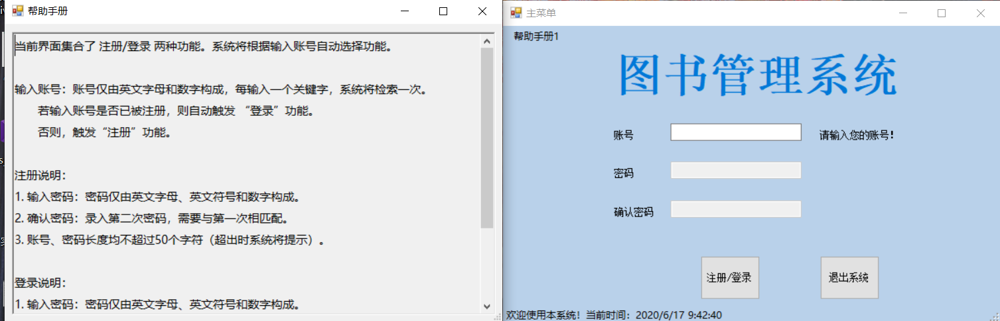 帮助手册
当前界面集合了 注册/登录 两种功能。系统将根据输入账号自动选择功能。
输入账号：账号仅由英文字母和数字构成，每输入一个关键字，系统将检索一次。
若输入账号是否已被注册，则自动触发 “登录”功能。
否则，触发“注册”功能。
注册说明：
1. 输入密码：密码仅由英文字母、英文符号和数字构成。
2. 确认密码：录入第二次密码，需要与第一次相匹配。
3. 账号、密码长度均不超过50个字符（超出时系统将提示）。
登录说明：
1. 输入密码：密码仅由英文字母、英文符号和数字构成。
主菜单
帮助手册1
图书管理系统
账号
请输入您的账号！
密码
确认密码
注册/登录
退出系统
欢迎使用本系统！当前时间：2020/6/17 9:42:40